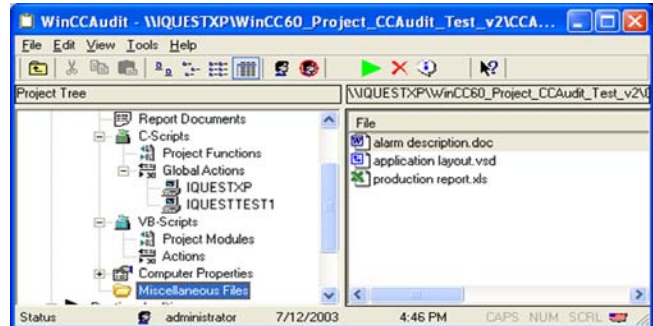 WinCCAudit - \\IQUESTXP\WinCC60_Project_CCAudit_Test_v2\CCA...
File Edit View Tools Help
Project Tree
\\IQUESTXP\WinCC60_Project_CCAudit_Test_v2\
Report Documents
C-Scripts
Project Functions
Global Actions
IQUESTXP
IQUESTTEST1
VB-Scripts
Project Modules
Actions
Computer Properties
Miscellaneous Files
File
alarm description.doc
application layout.vsd
production report.xls
Status administrator 7/12/2003 4:46 PM CAPS NUM SCRL